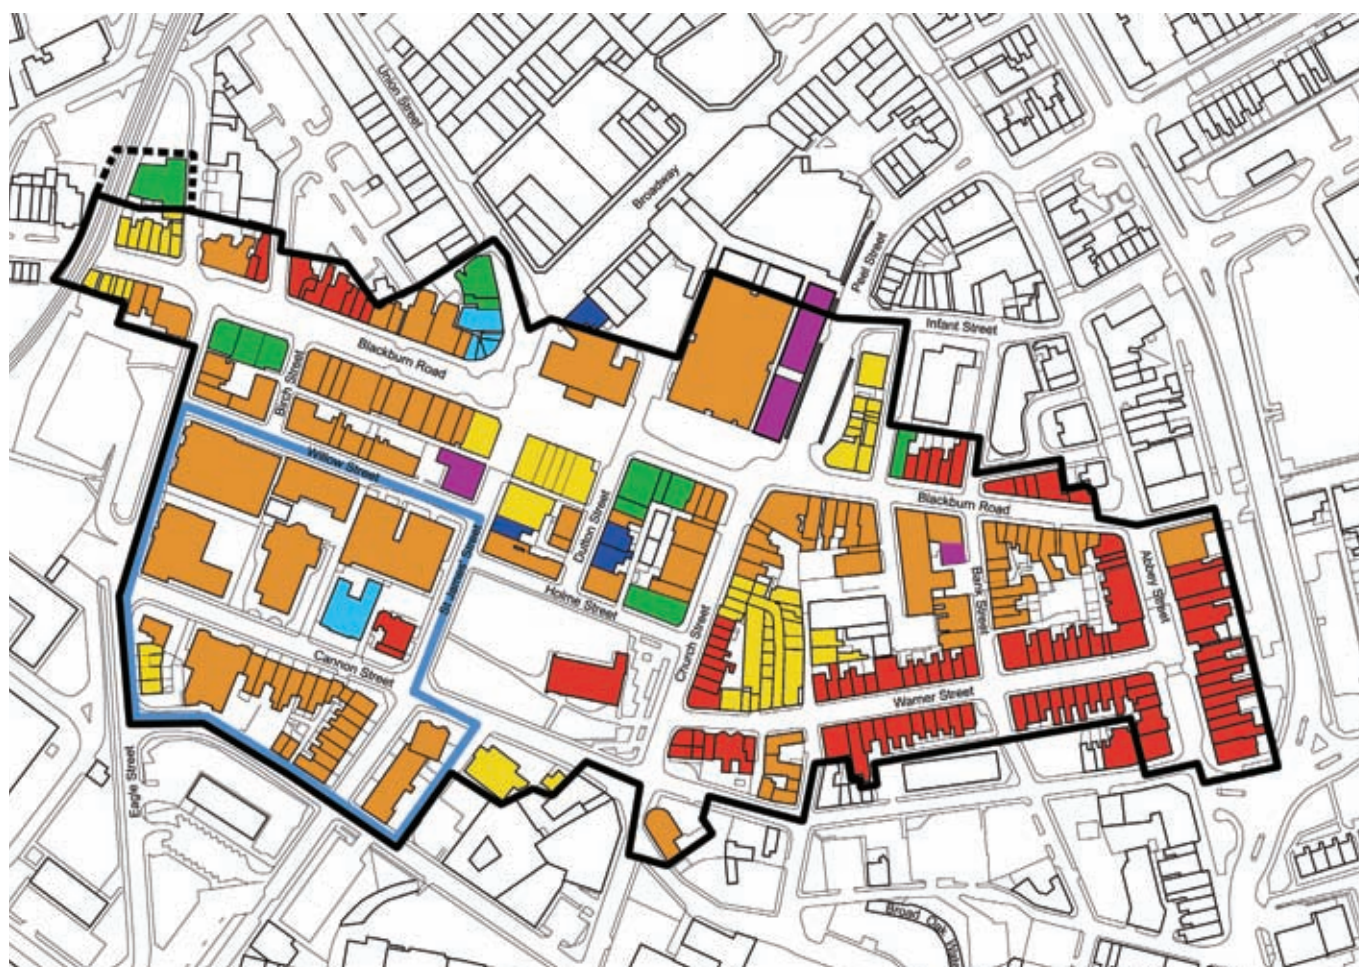 Union Street
Broadway
Peel Street
Infant Street
Blackburn Road
Birch Street
Willow Street
Blackburn Road
Dutton Street
St James' Street
Bank Street
Abbey Street
Holme Street
Church Street
Cannon Street
Warner Street
Eagle Street
Broad Oak